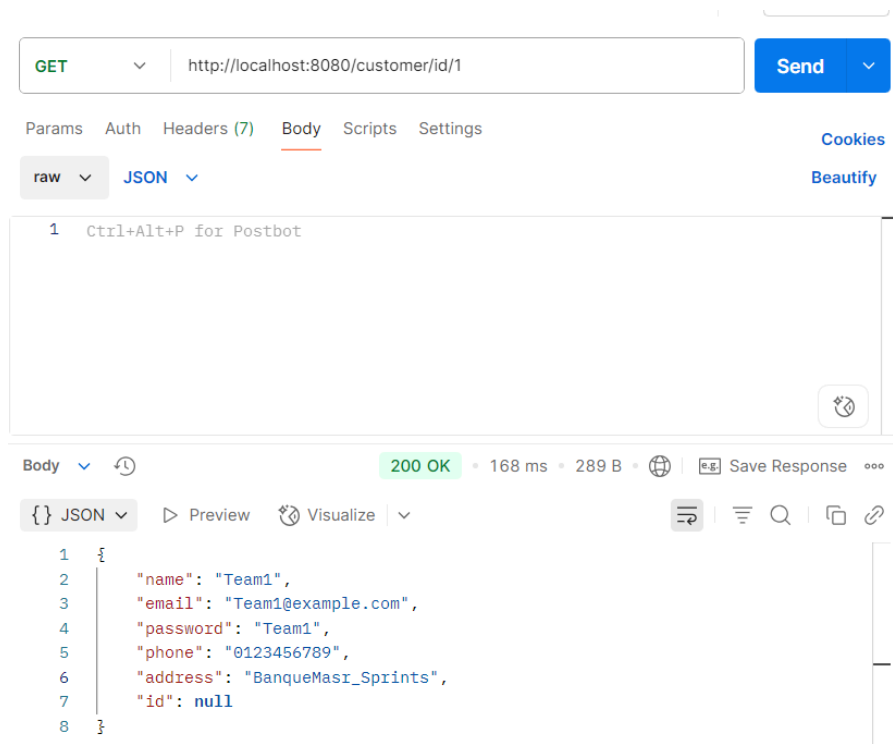 GET http://localhost:8080/customer/id/1 Send
Params Auth Headers (7) Body Scripts Settings
Cookies
raw JSON
Beautify
1 Ctrl+Alt+P for Postbot
Body 200 OK 168 ms 289 B e.g. Save Response
{} JSON Preview Visualize
1 {
2 "name": "Team1",
3 "email": "Team1@example.com",
4 "password": "Team1",
5 "phone": "0123456789",
6 "address": "BanqueMasr_Sprints",
7 "id": null
8 }